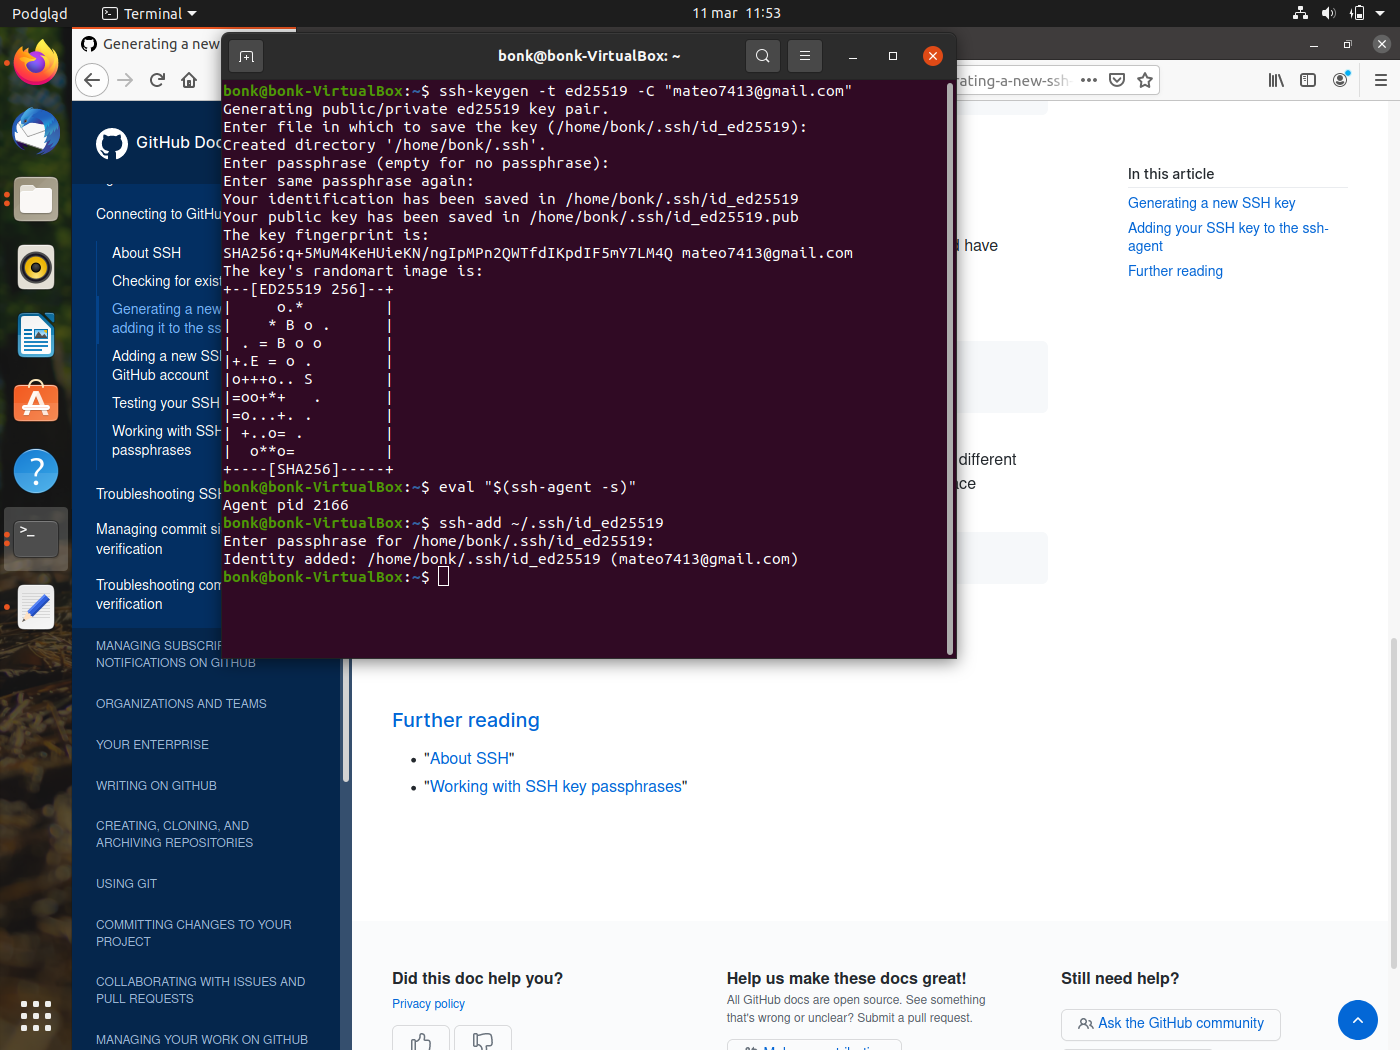 Podgląd
Terminal
11 mar 11:53
Generating a new
bonk@bonk-VirtualBox: ~
rating-a-new-ssh-
GitHub Doc
Connecting to GitHu
About SSH
Checking for exis
Generating a new
adding it to the ss
Adding a new SS
GitHub account
Testing your SSH
Working with SSH
passphrases
Troubleshooting SSH
Managing commit si
verification
Troubleshooting com
verification
MANAGING SUBSCRIP
NOTIFICATIONS ON GITHUB
ORGANIZATIONS AND TEAMS
YOUR ENTERPRISE
WRITING ON GITHUB
CREATING, CLONING, AND
ARCHIVING REPOSITORIES
USING GIT
COMMITTING CHANGES TO YOUR
PROJECT
COLLABORATING WITH ISSUES AND
PULL REQUESTS
MANAGING YOUR WORK ON GITHUB
bonk@bonk-VirtualBox:~$ ssh-keygen -t ed25519 -C "mateo7413@gmail.com"
Generating public/private ed25519 key pair.
Enter file in which to save the key (/home/bonk/.ssh/id_ed25519):
Created directory '/home/bonk/.ssh'.
Enter passphrase (empty for no passphrase):
Enter same passphrase again:
Your identification has been saved in /home/bonk/.ssh/id_ed25519
Your public key has been saved in /home/bonk/.ssh/id_ed25519.pub
The key fingerprint is:
SHA256:q+5MuM4KeHUieKN/ngIpMPn2QWTfdIKpdIF5mY7LM4Q mateo7413@gmail.com
The key's randomart image is:
+--[ED25519 256]--+
|     o.*         |
|    * B o .      |
| . = B o o       |
|+.E = o .        |
|o+++o.. S        |
|=oo+*+   .       |
|=o...+. .        |
| +..o= .         |
|  o**o=          |
+----[SHA256]-----+
bonk@bonk-VirtualBox:~$ eval "$(ssh-agent -s)"
Agent pid 2166
bonk@bonk-VirtualBox:~$ ssh-add ~/.ssh/id_ed25519
Enter passphrase for /home/bonk/.ssh/id_ed25519:
Identity added: /home/bonk/.ssh/id_ed25519 (mateo7413@gmail.com)
bonk@bonk-VirtualBox:~$
have
different
ace
In this article
Generating a new SSH key
Adding your SSH key to the ssh-
agent
Further reading
Further reading
"About SSH"
"Working with SSH key passphrases"
Did this doc help you?
Privacy policy
Help us make these docs great!
All GitHub docs are open source. See something
that's wrong or unclear? Submit a pull request.
Still need help?
Ask the GitHub community